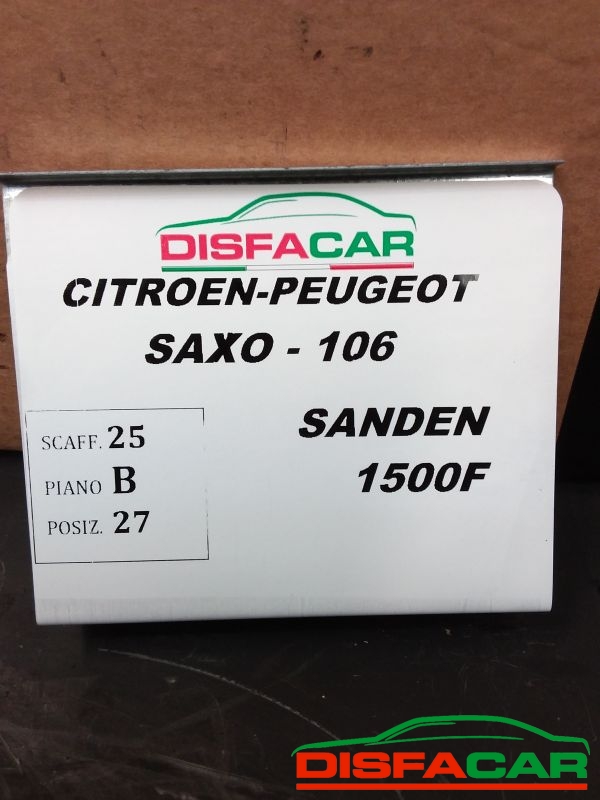 DISFACAR
CITROEN-PEUGEOT
SAXO - 106
SANDEN
1500F
SCAFF. 25
PIANO B
POSIZ. 27
DISFACAR